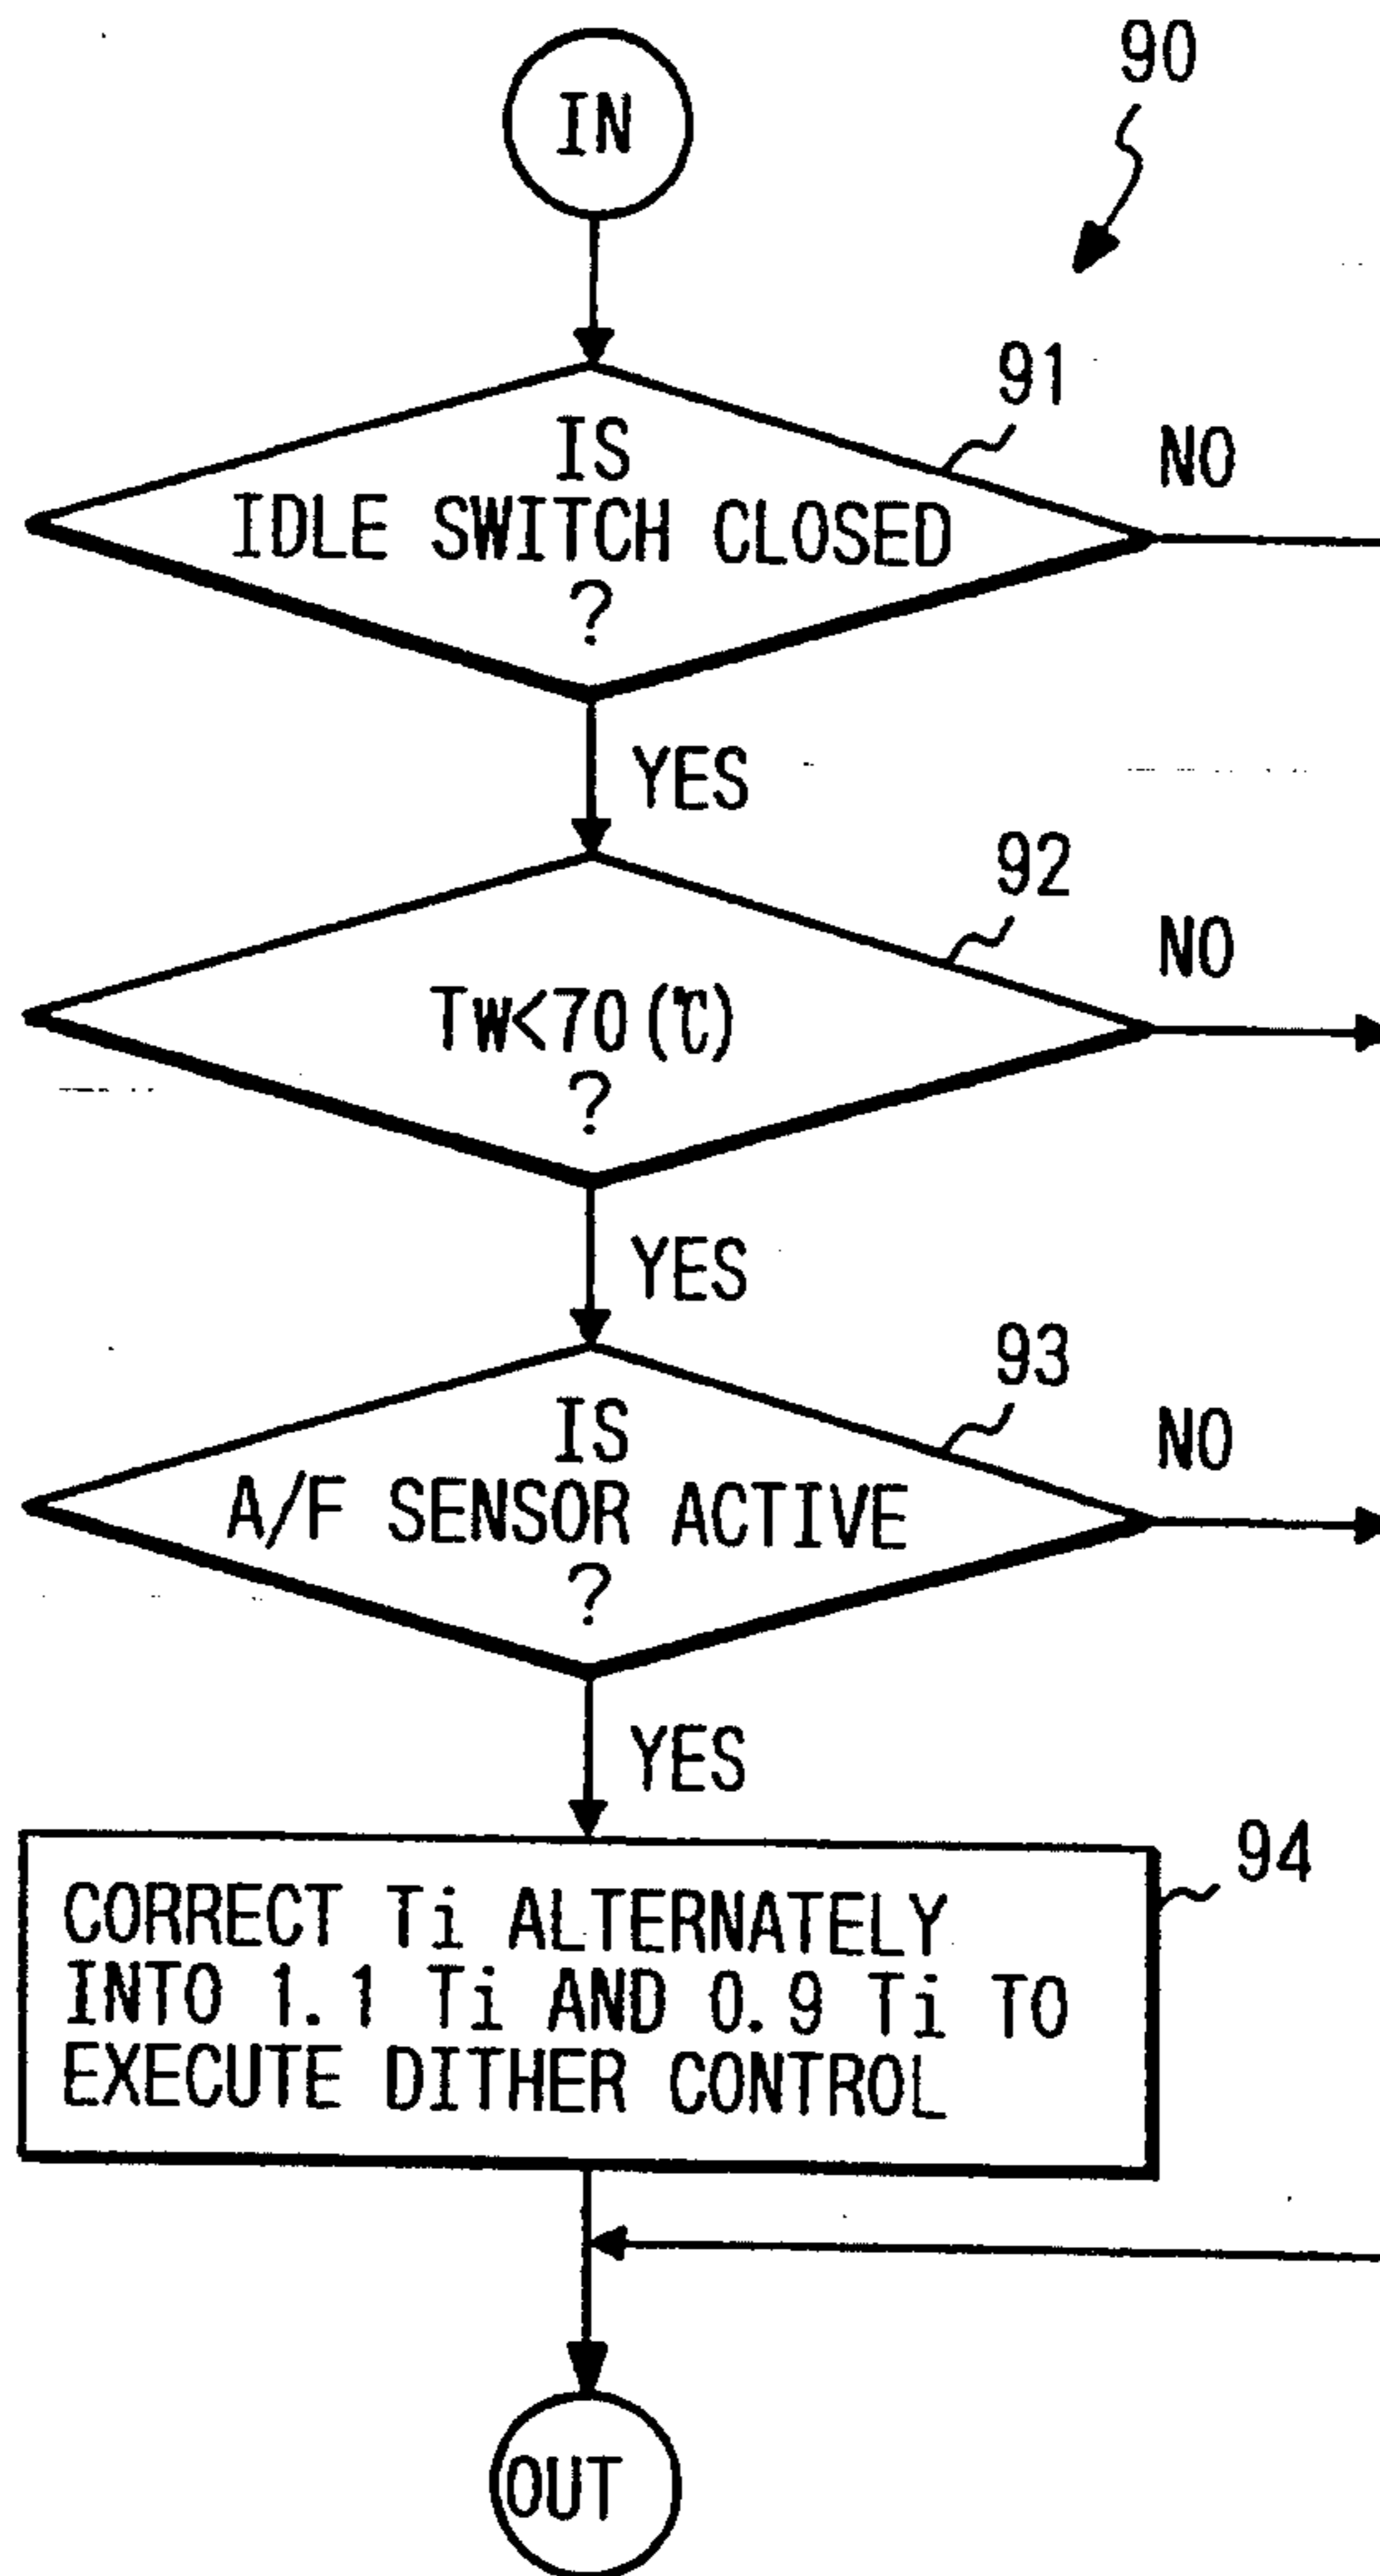 90
IN
91
IS
IDLE SWITCH CLOSED
?
NO
YES
92
Tw<70(℃)
?
NO
YES
93
IS
A/F SENSOR ACTIVE
?
NO
YES
94
CORRECT Ti ALTERNATELY
INTO 1.1 Ti AND 0.9 Ti TO
EXECUTE DITHER CONTROL
OUT